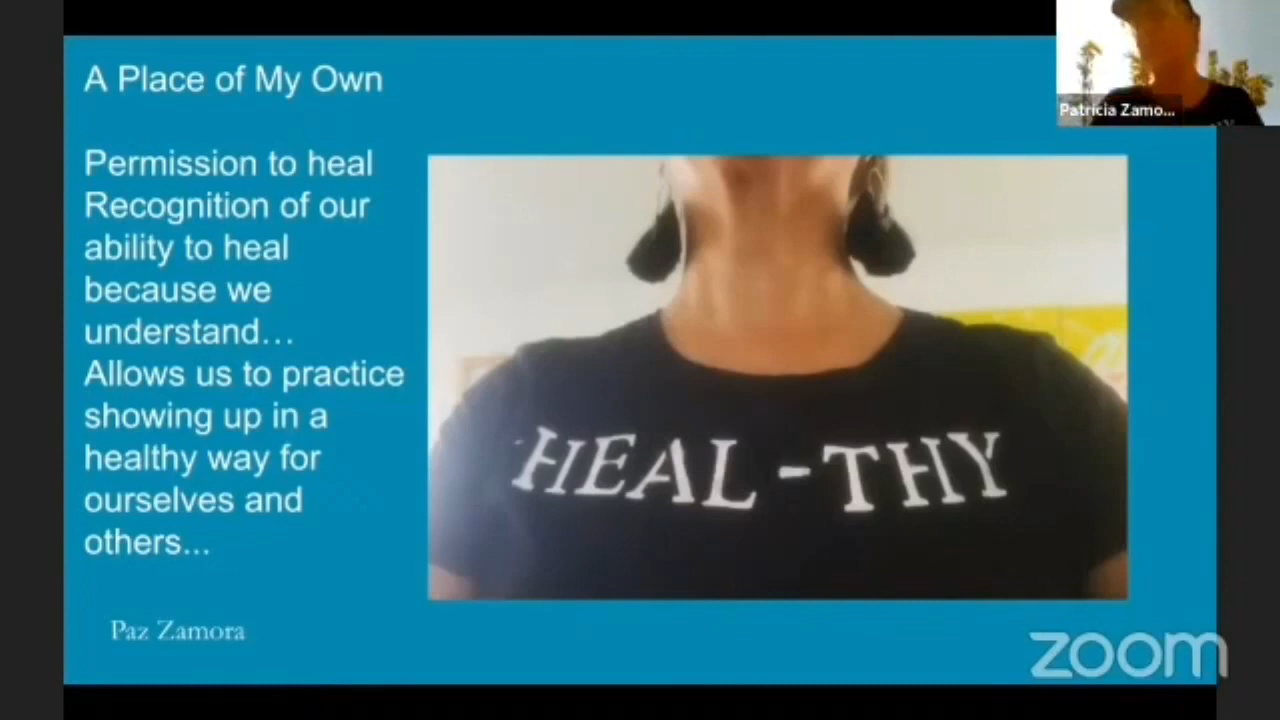 A Place of My Own
Patricia Zamo...
Permission to heal
Recognition of our
ability to heal
because we
understand...
Allows us to practice
showing up in a
healthy way for
ourselves and
others...
HEAL-THY
Paz Zamora
zoom